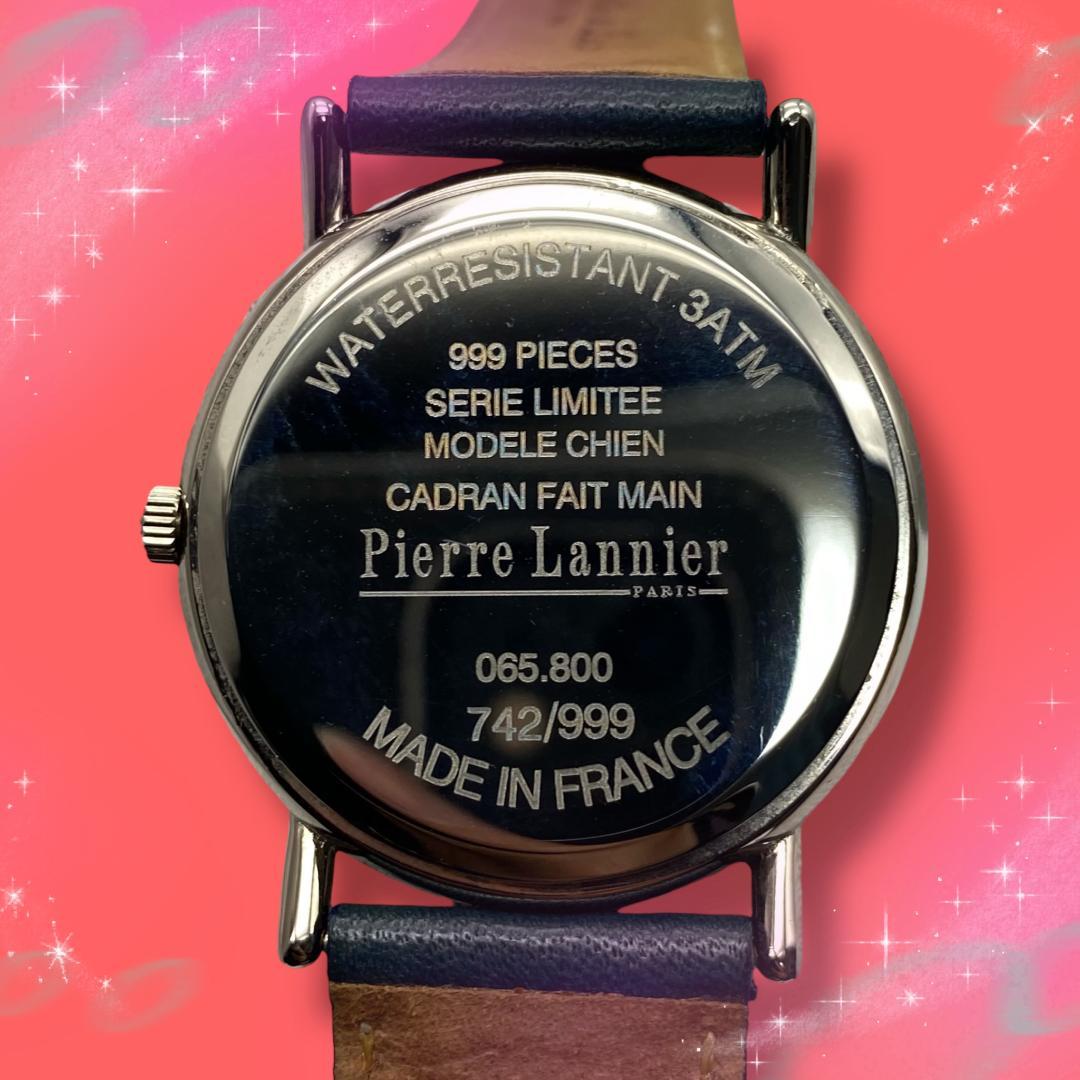 WATERRESISTANT 3ATM
999 PIECES
SERIE LIMITEE
MODELE CHIEN
CADRAN FAIT MAIN
Pierre Lannier
PARIS
065.800
742/999
MADE IN FRANCE